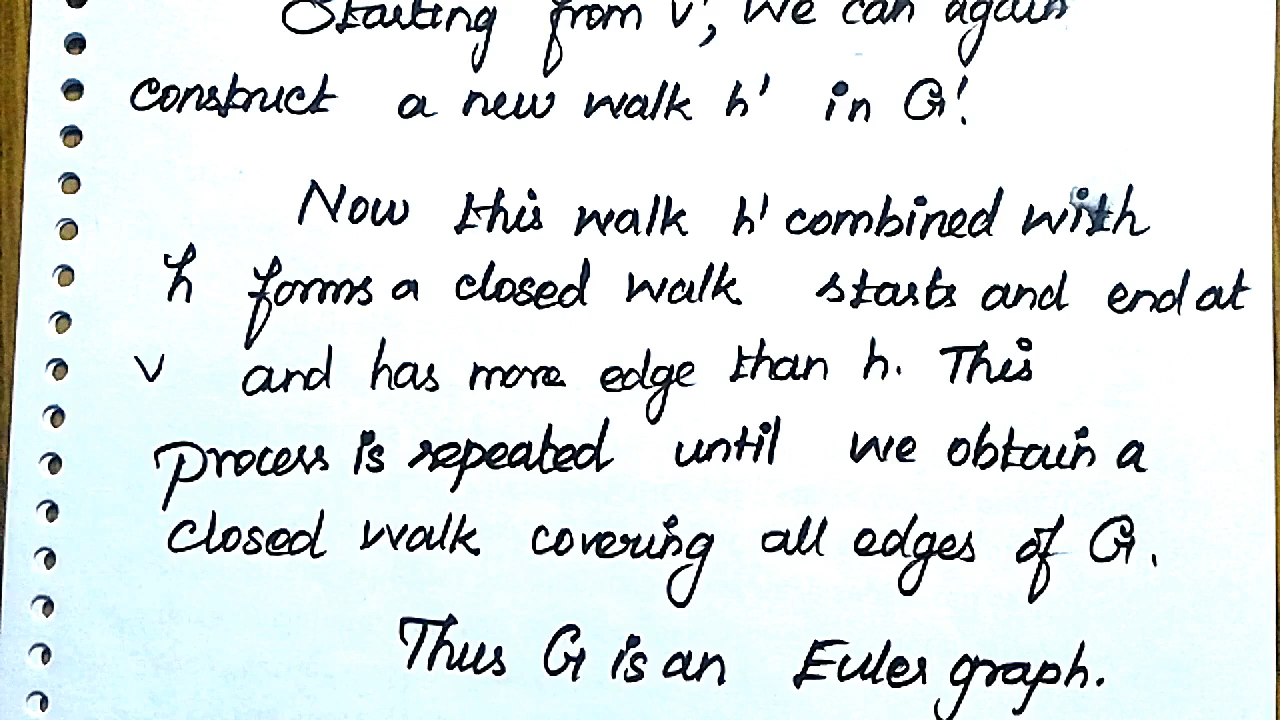 Starting from v', we can again
construct a new walk h' in G'.
Now this walk h' combined with
h forms a closed walk starts and end at
v and has more edge than h. This
process is repeated until we obtain a
closed walk covering all edges of G.
Thus G is an Euler graph.